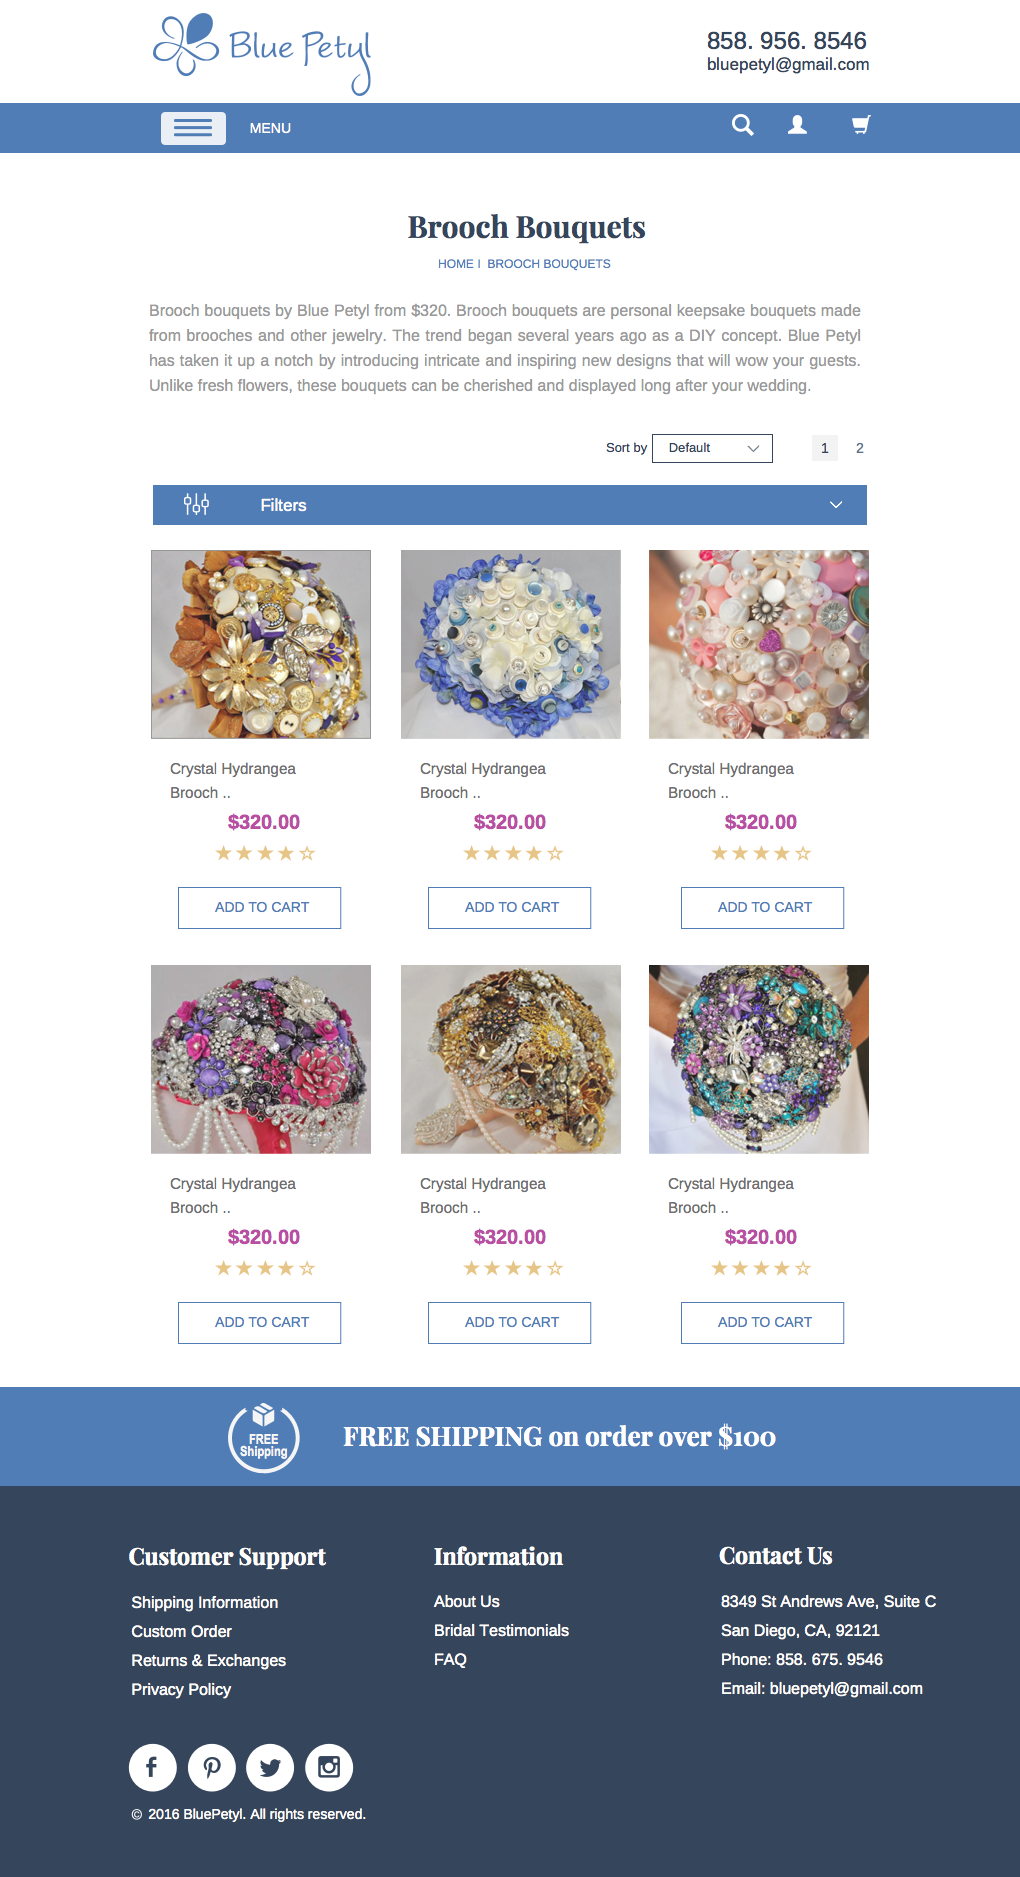 Blue Petyl
858. 956. 8546
bluepetyl@gmail.com
MENU
Brooch Bouquets
HOME I BROOCH BOUQUETS
Brooch bouquets by Blue Petyl from $320. Brooch bouquets are personal keepsake bouquets made
from brooches and other jewelry. The trend began several years ago as a DIY concept. Blue Petyl
has taken it up a notch by introducing intricate and inspiring new designs that will wow your guests.
Unlike fresh flowers, these bouquets can be cherished and displayed long after your wedding.
Sort by Default 1 2
Filters
Crystal Hydrangea
Brooch ..
$320.00
ADD TO CART
Crystal Hydrangea
Brooch ..
$320.00
ADD TO CART
Crystal Hydrangea
Brooch ..
$320.00
ADD TO CART
Crystal Hydrangea
Brooch ..
$320.00
ADD TO CART
Crystal Hydrangea
Brooch ..
$320.00
ADD TO CART
Crystal Hydrangea
Brooch ..
$320.00
ADD TO CART
FREE
Shipping
FREE SHIPPING on order over $100
Customer Support
Shipping Information
Custom Order
Returns & Exchanges
Privacy Policy
Information
About Us
Bridal Testimonials
FAQ
Contact Us
8349 St Andrews Ave, Suite C
San Diego, CA, 92121
Phone: 858. 675. 9546
Email: bluepetyl@gmail.com
© 2016 BluePetyl. All rights reserved.